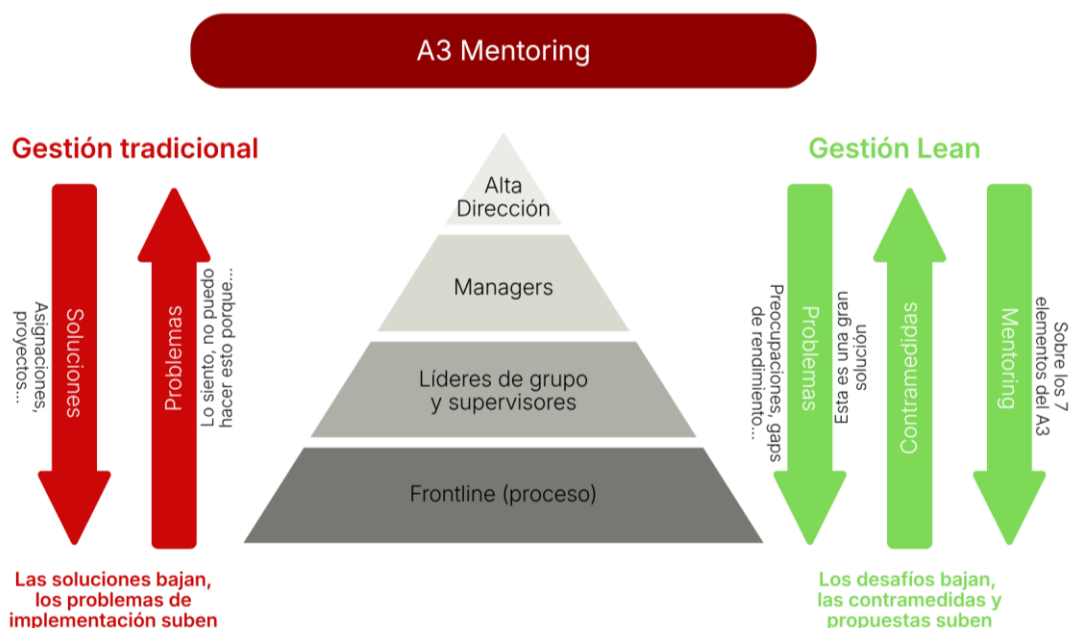 A3 Mentoring
Gestión tradicional
Soluciones
Asignaciones,
proyectos...
Problemas
Lo siento, no puedo
hacer esto porque...
Las soluciones bajan,
los problemas de
implementación suben
Alta
Dirección
Managers
Líderes de grupo
y supervisores
Frontline (proceso)
Gestión Lean
Problemas
Preocupaciones, gaps
de rendimiento...
Contramedidas
Esta es una gran
solución
Mentoring
Sobre los 7
elementos del A3
Los desafíos bajan,
las contramedidas y
propuestas suben